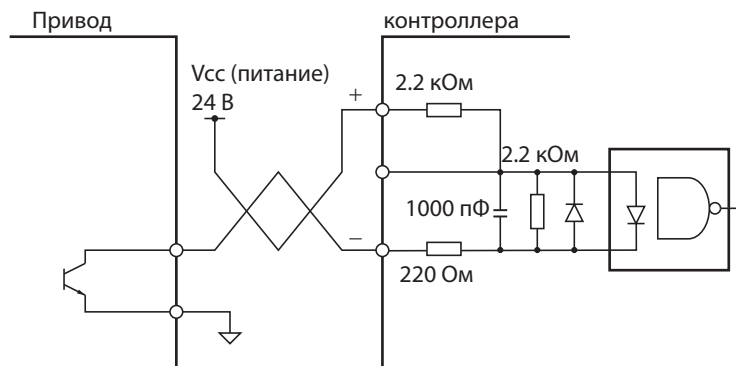 Привод
контроллера
Vcc (питание)
24 В
+
2.2 кОм
2.2 кОм
1000 пФ
−
220 Ом